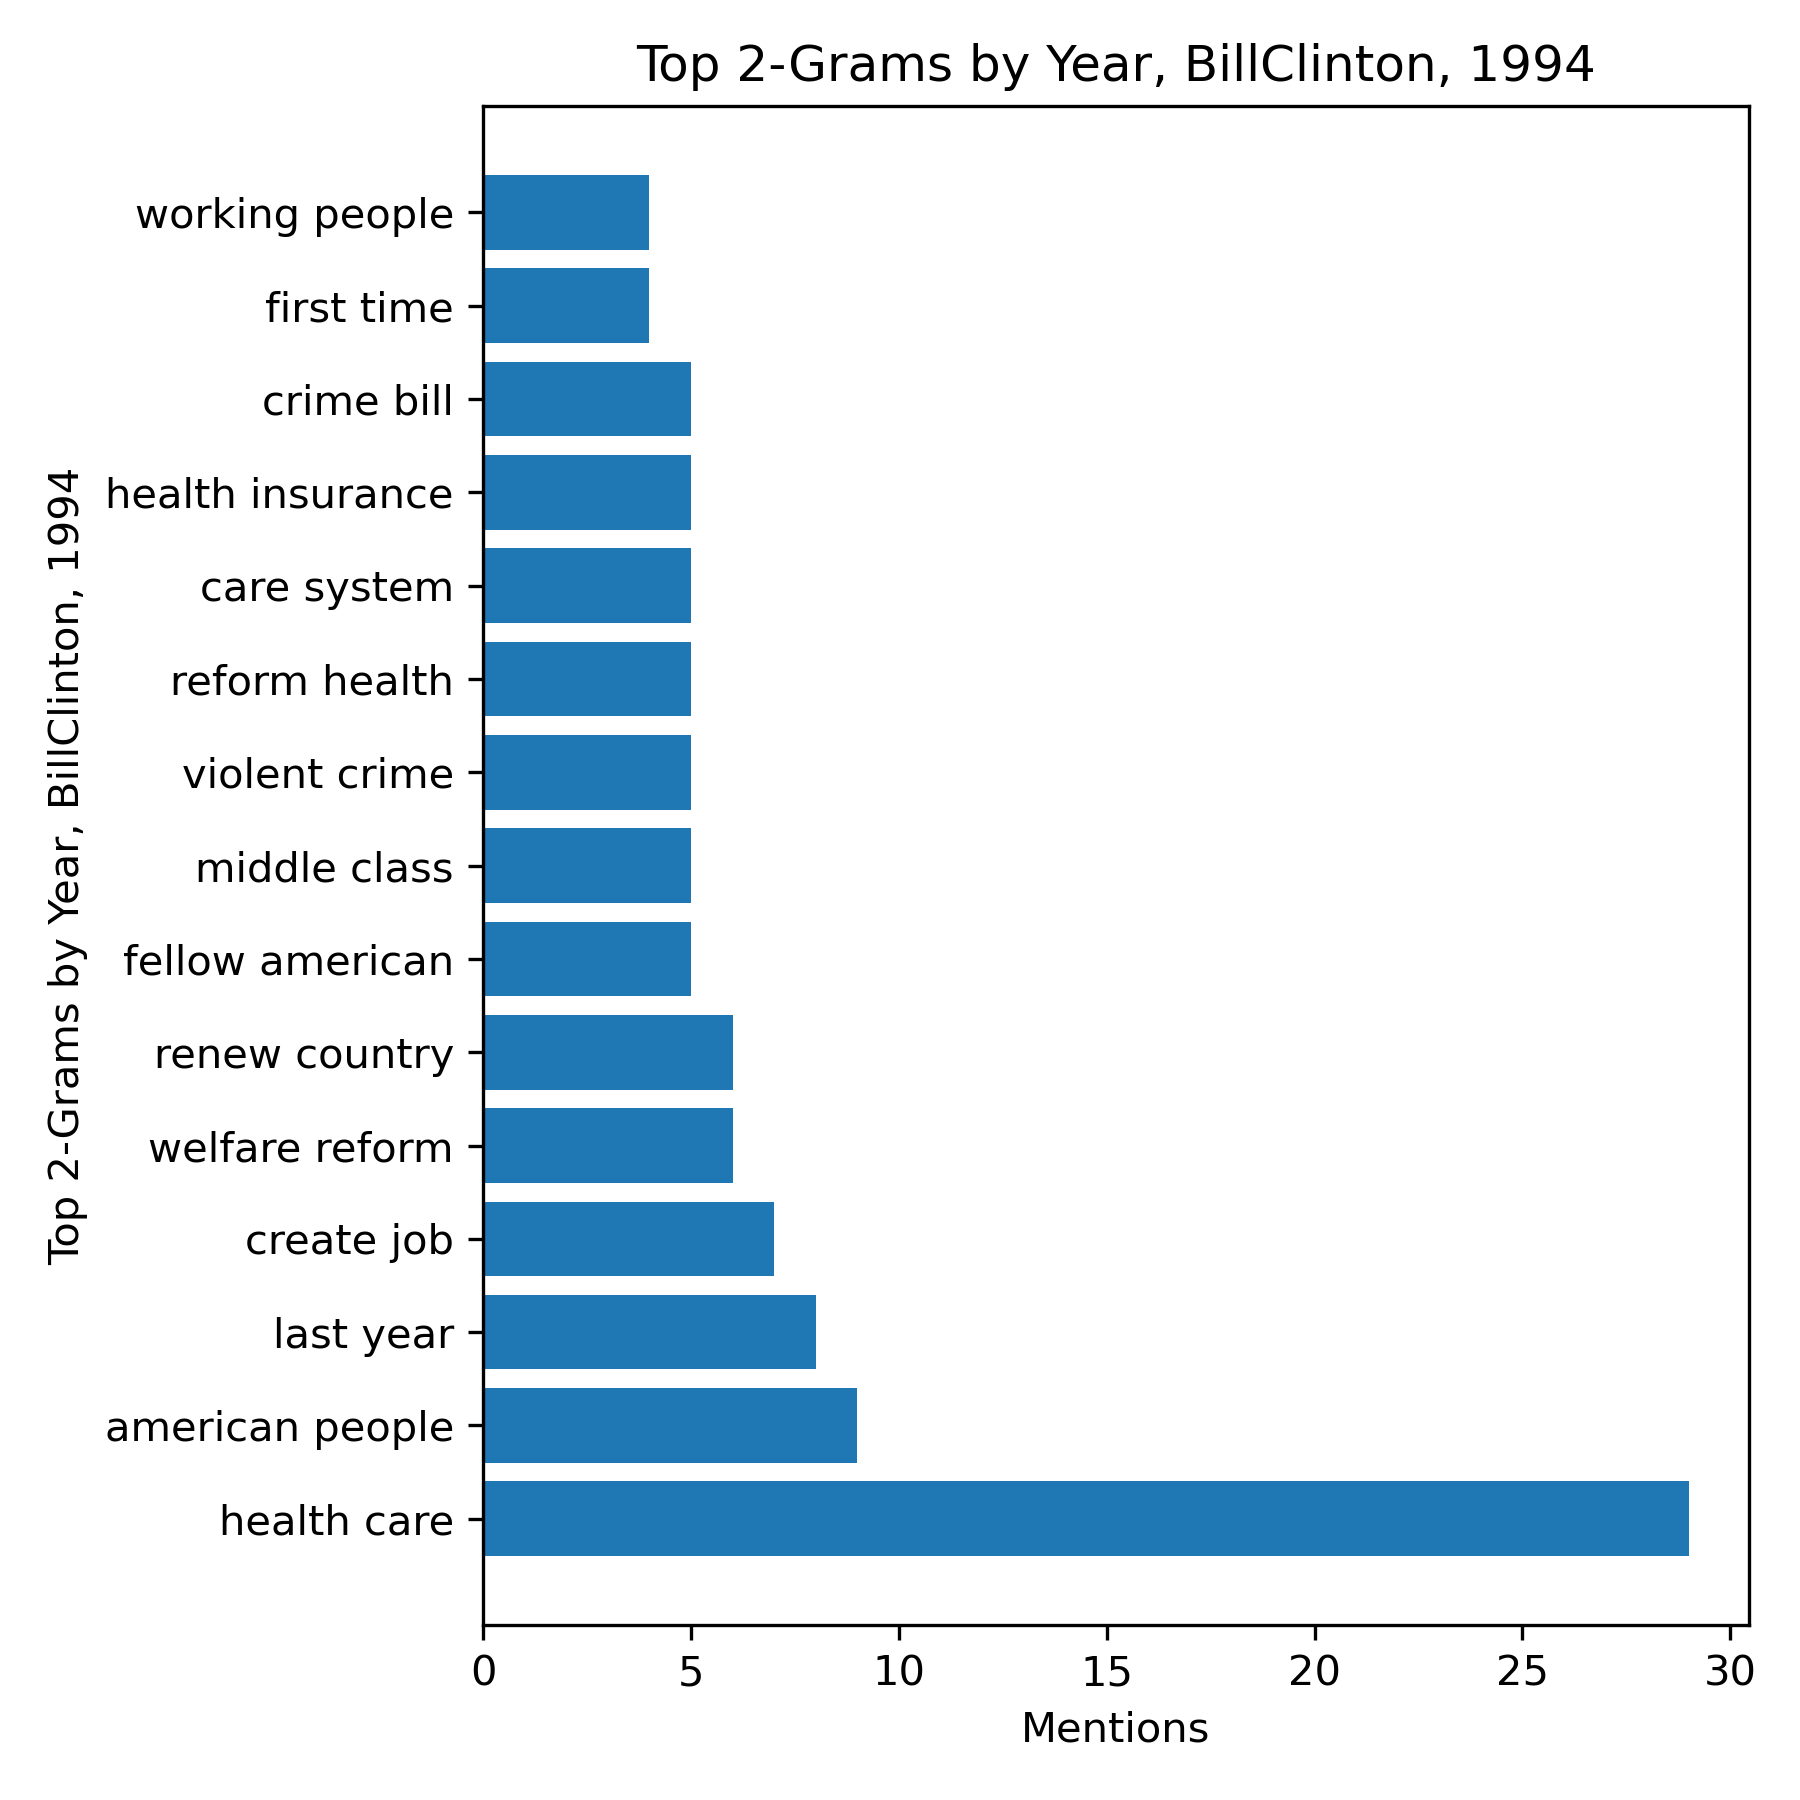 Top 2-Grams by Year, BillClinton, 1994
Top 2-Grams by Year, BillClinton, 1994
working people
first time
crime bill
health insurance
care system
reform health
violent crime
middle class
fellow american
renew country
welfare reform
create job
last year
american people
health care
0 5 10 15 20 25 30
Mentions